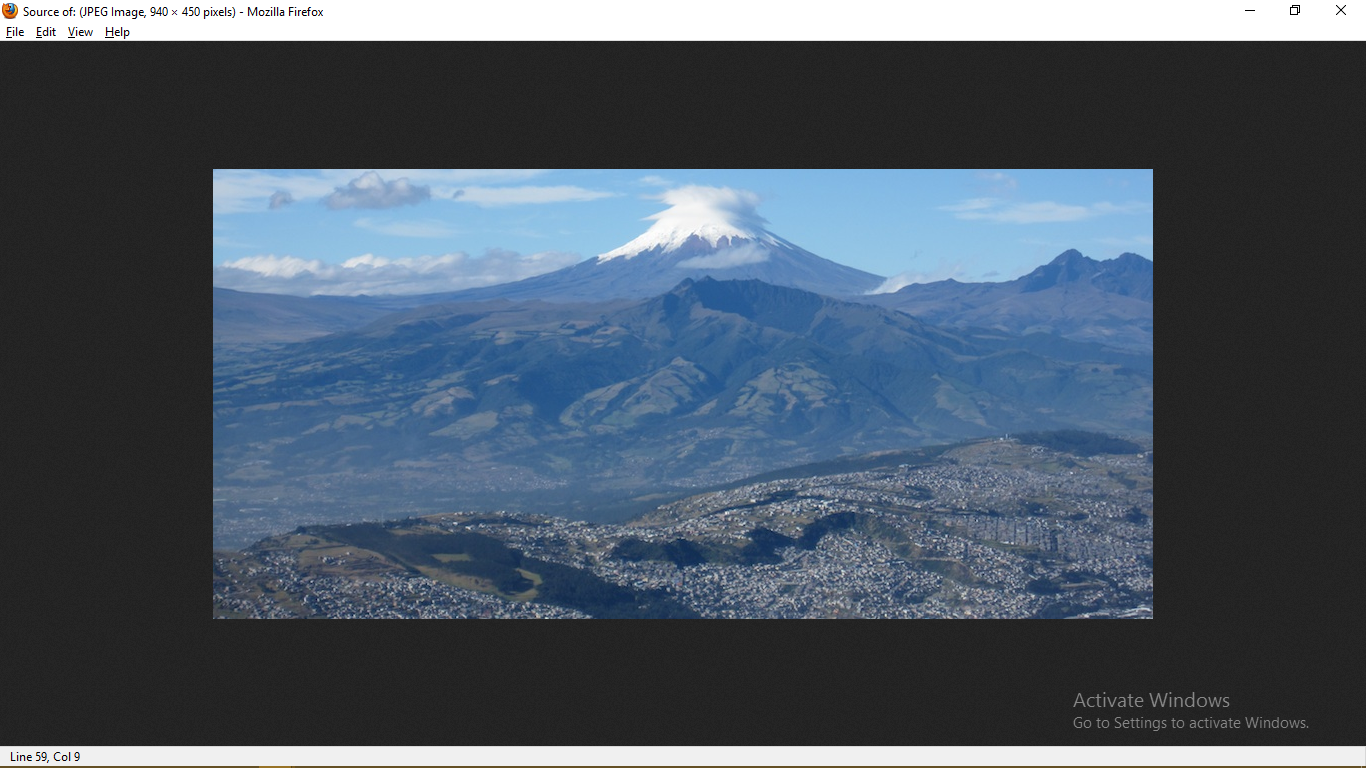 Source of: (JPEG Image, 940 × 450 pixels) - Mozilla Firefox
File Edit View Help
Activate Windows
Go to Settings to activate Windows.
Line 59, Col 9